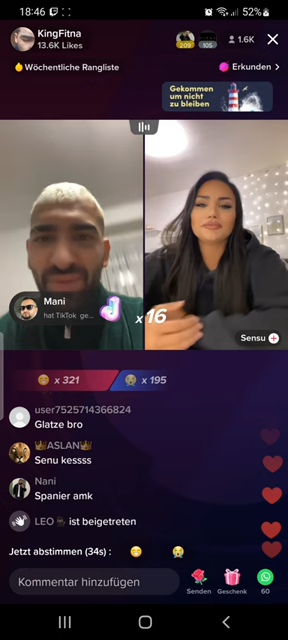 18:46
52%
KingFitna
13.6K Likes
209
105
1.6K
Wöchentliche Rangliste
Erkunden >
Gekommen
um nicht
zu bleiben
Mani
hat TikTok ge...
x16
Sensu
x 321
x 195
user7525714366824
Glatze bro
ASLAN
Senu kessss
Nani
Spanier amk
LEO ist beigetreten
Jetzt abstimmen (34s) :
Kommentar hinzufügen
Senden
Geschenk
60